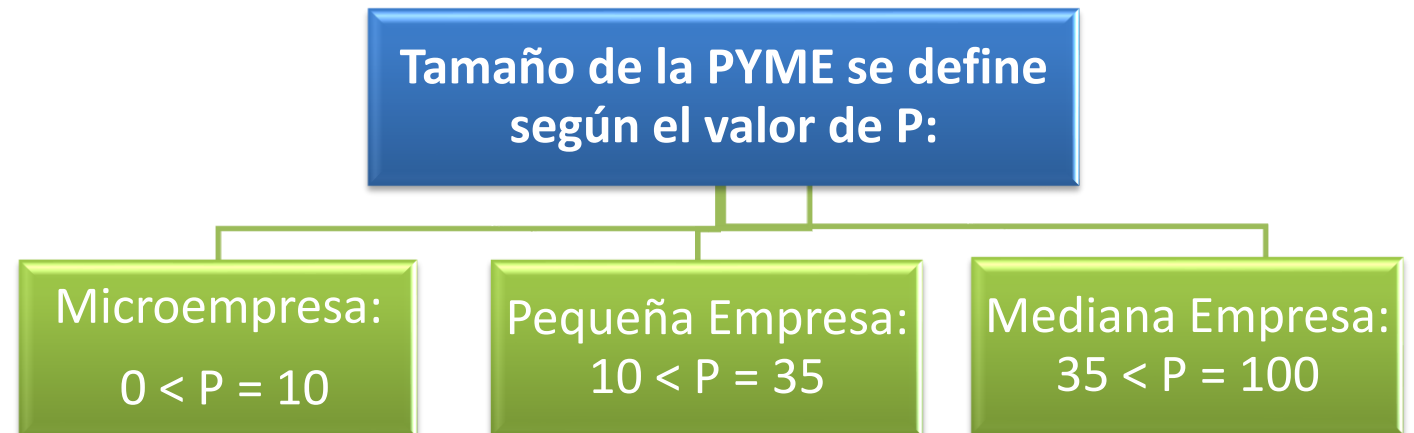 Tamaño de la PYME se define
según el valor de P:
Microempresa:
0 < P = 10
Pequeña Empresa:
10 < P = 35
Mediana Empresa:
35 < P = 100